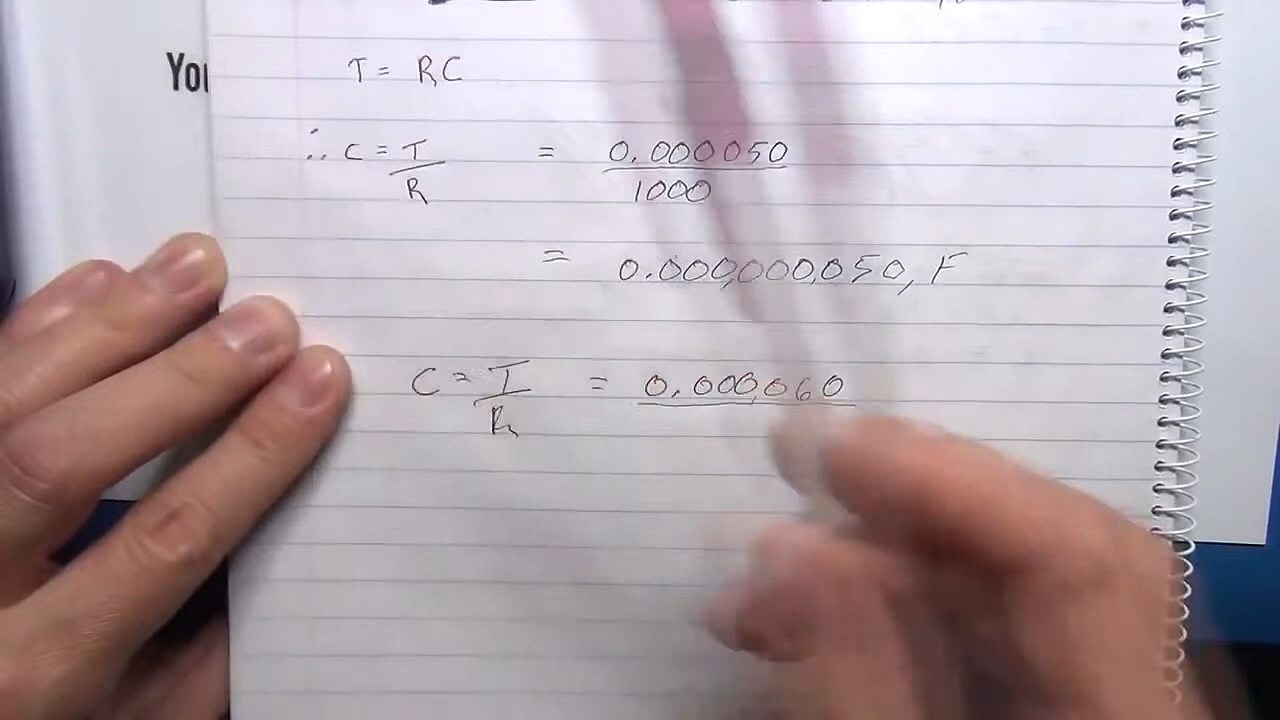 You
T = RC
∴ C = T/R = 0.000050/1000
= 0.000,000,050, F
C = T/R = 0.000,060